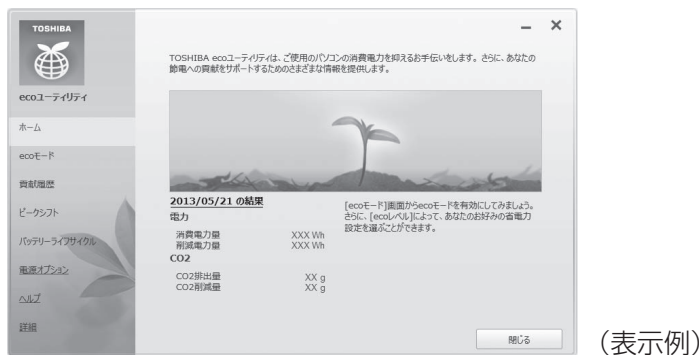 TOSHIBA
ecoユーティリティ
ホーム
ecoモード
貢献履歴
ピークシフト
バッテリーライフサイクル
電源オプション
ヘルプ
詳細
TOSHIBA ecoユーティリティは、ご使用のパソコンの消費電力を抑えるお手伝いをします。さらに、あなたの
節電への貢献をサポートするためのさまざまな情報を提供します。
2013/05/21 の結果
電力
消費電力量 XXX Wh
削減電力量 XXX Wh
CO2
CO2排出量 XX g
CO2削減量 XX g
[ecoモード]画面からecoモードを有効にしてみましょう。
さらに、[ecoレベル]によって、あなたのお好みの省電力
設定を選ぶことができます。
閉じる
（表示例）